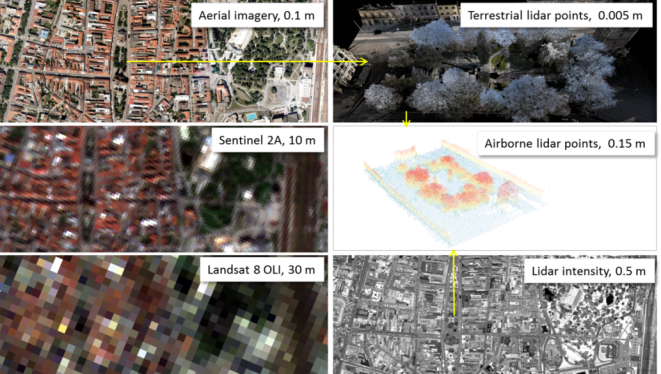 Aerial imagery, 0.1 m
Terrestrial lidar points, 0.005 m
Sentinel 2A, 10 m
Airborne lidar points, 0.15 m
Landsat 8 OLI, 30 m
Lidar intensity, 0.5 m